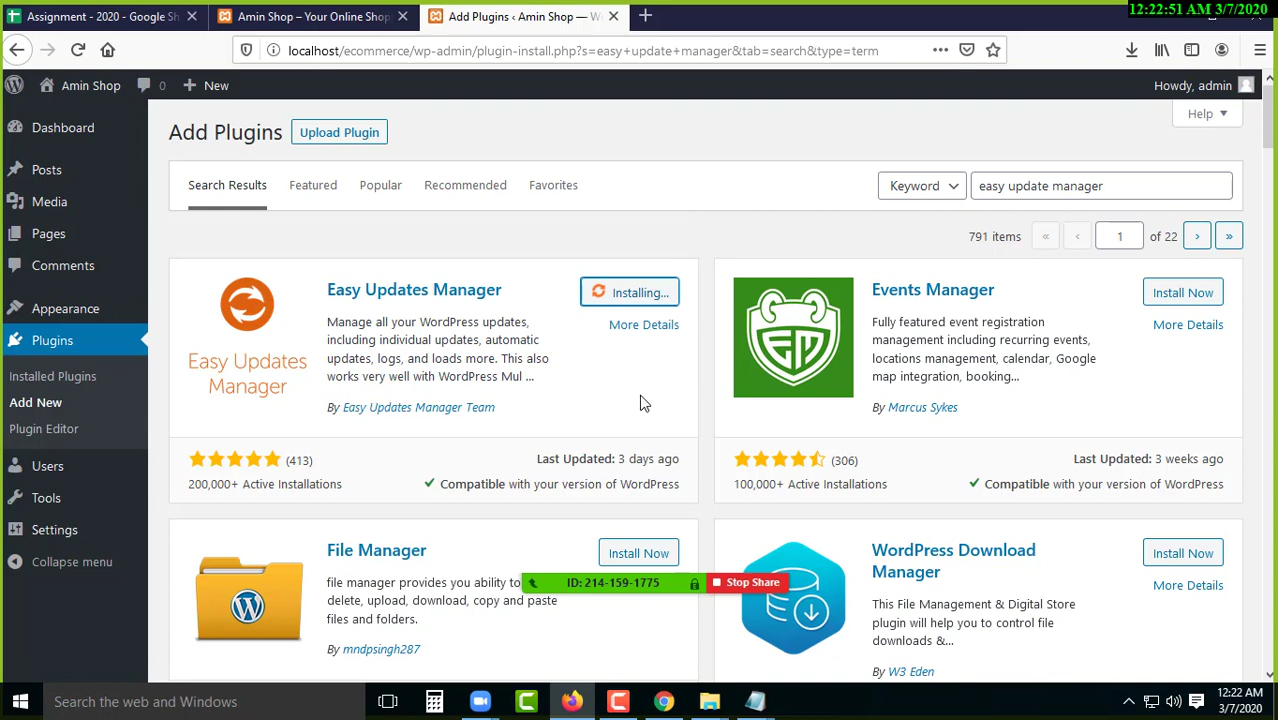 12:22:51 AM 3/7/2020
Assignment - 2020 - Google Sh
Amin Shop – Your Online Shop
Add Plugins ‹ Amin Shop — W
localhost/ecommerce/wp-admin/plugin-install.php?s=easy+update+manager&tab=search&type=term
Amin Shop
0
New
Howdy, admin
Help
Dashboard
Posts
Media
Pages
Comments
Appearance
Plugins
Installed Plugins
Add New
Plugin Editor
Users
Tools
Settings
Collapse menu
Add Plugins
Upload Plugin
Search Results
Featured
Popular
Recommended
Favorites
Keyword
easy update manager
791 items
«
‹
1
of 22
›
»
Easy Updates
Manager
Easy Updates Manager
Installing...
More Details
Manage all your WordPress updates,
including individual updates, automatic
updates, logs, and loads more. This also
works very well with WordPress Mul ...
By Easy Updates Manager Team
(413)
Last Updated: 3 days ago
200,000+ Active Installations
Compatible with your version of WordPress
EM
Events Manager
Install Now
More Details
Fully featured event registration
management including recurring events,
locations management, calendar, Google
map integration, booking...
By Marcus Sykes
(306)
Last Updated: 3 weeks ago
100,000+ Active Installations
Compatible with your version of WordPress
File Manager
Install Now
file manager provides you ability to
delete, upload, download, copy and paste
files and folders.
By mndpsingh287
WordPress Download
Manager
Install Now
More Details
This File Management & Digital Store
plugin will help you to control file
downloads &...
By W3 Eden
ID: 214-159-1775
Stop Share
Search the web and Windows
12:22 AM
3/7/2020